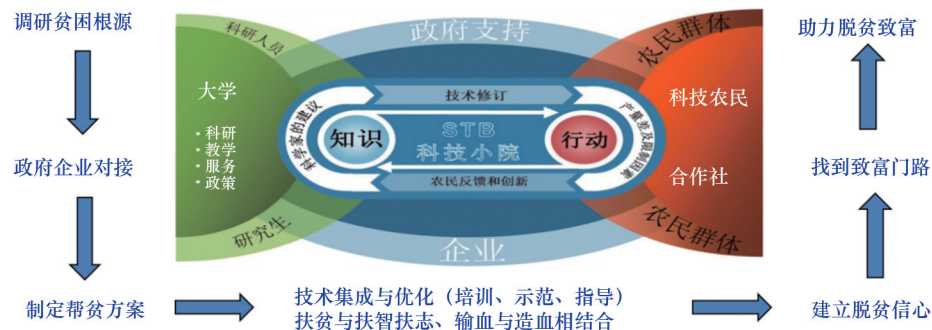 调研贫困根源
政府企业对接
制定帮贫方案
科研人员
大学
·科研
·教学
·服务
·政策
研究生
政府支持
技术修订
科学家的建议
知识
STB
科技小院
行动
产量差及限制因素
农民反馈和创新
企业
农民群体
科技农民
合作社
农民群体
技术集成与优化（培训、示范、指导）
扶贫与扶智扶志、输血与造血相结合
助力脱贫致富
找到致富门路
建立脱贫信心